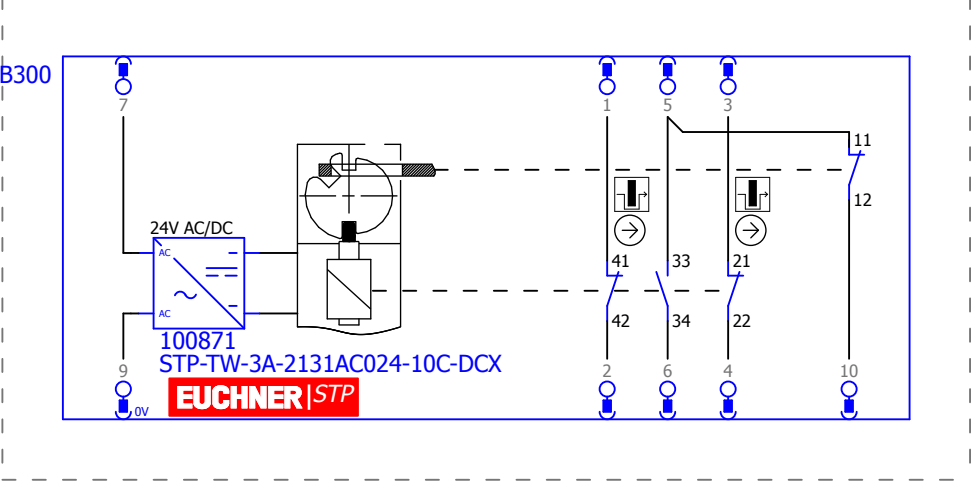 B300
7
1
5
3
11
12
24V AC/DC
AC
AC
41
33
21
42
34
22
100871
STP-TW-3A-2131AC024-10C-DCX
9
2
6
4
10
EUCHNER|STP
0V